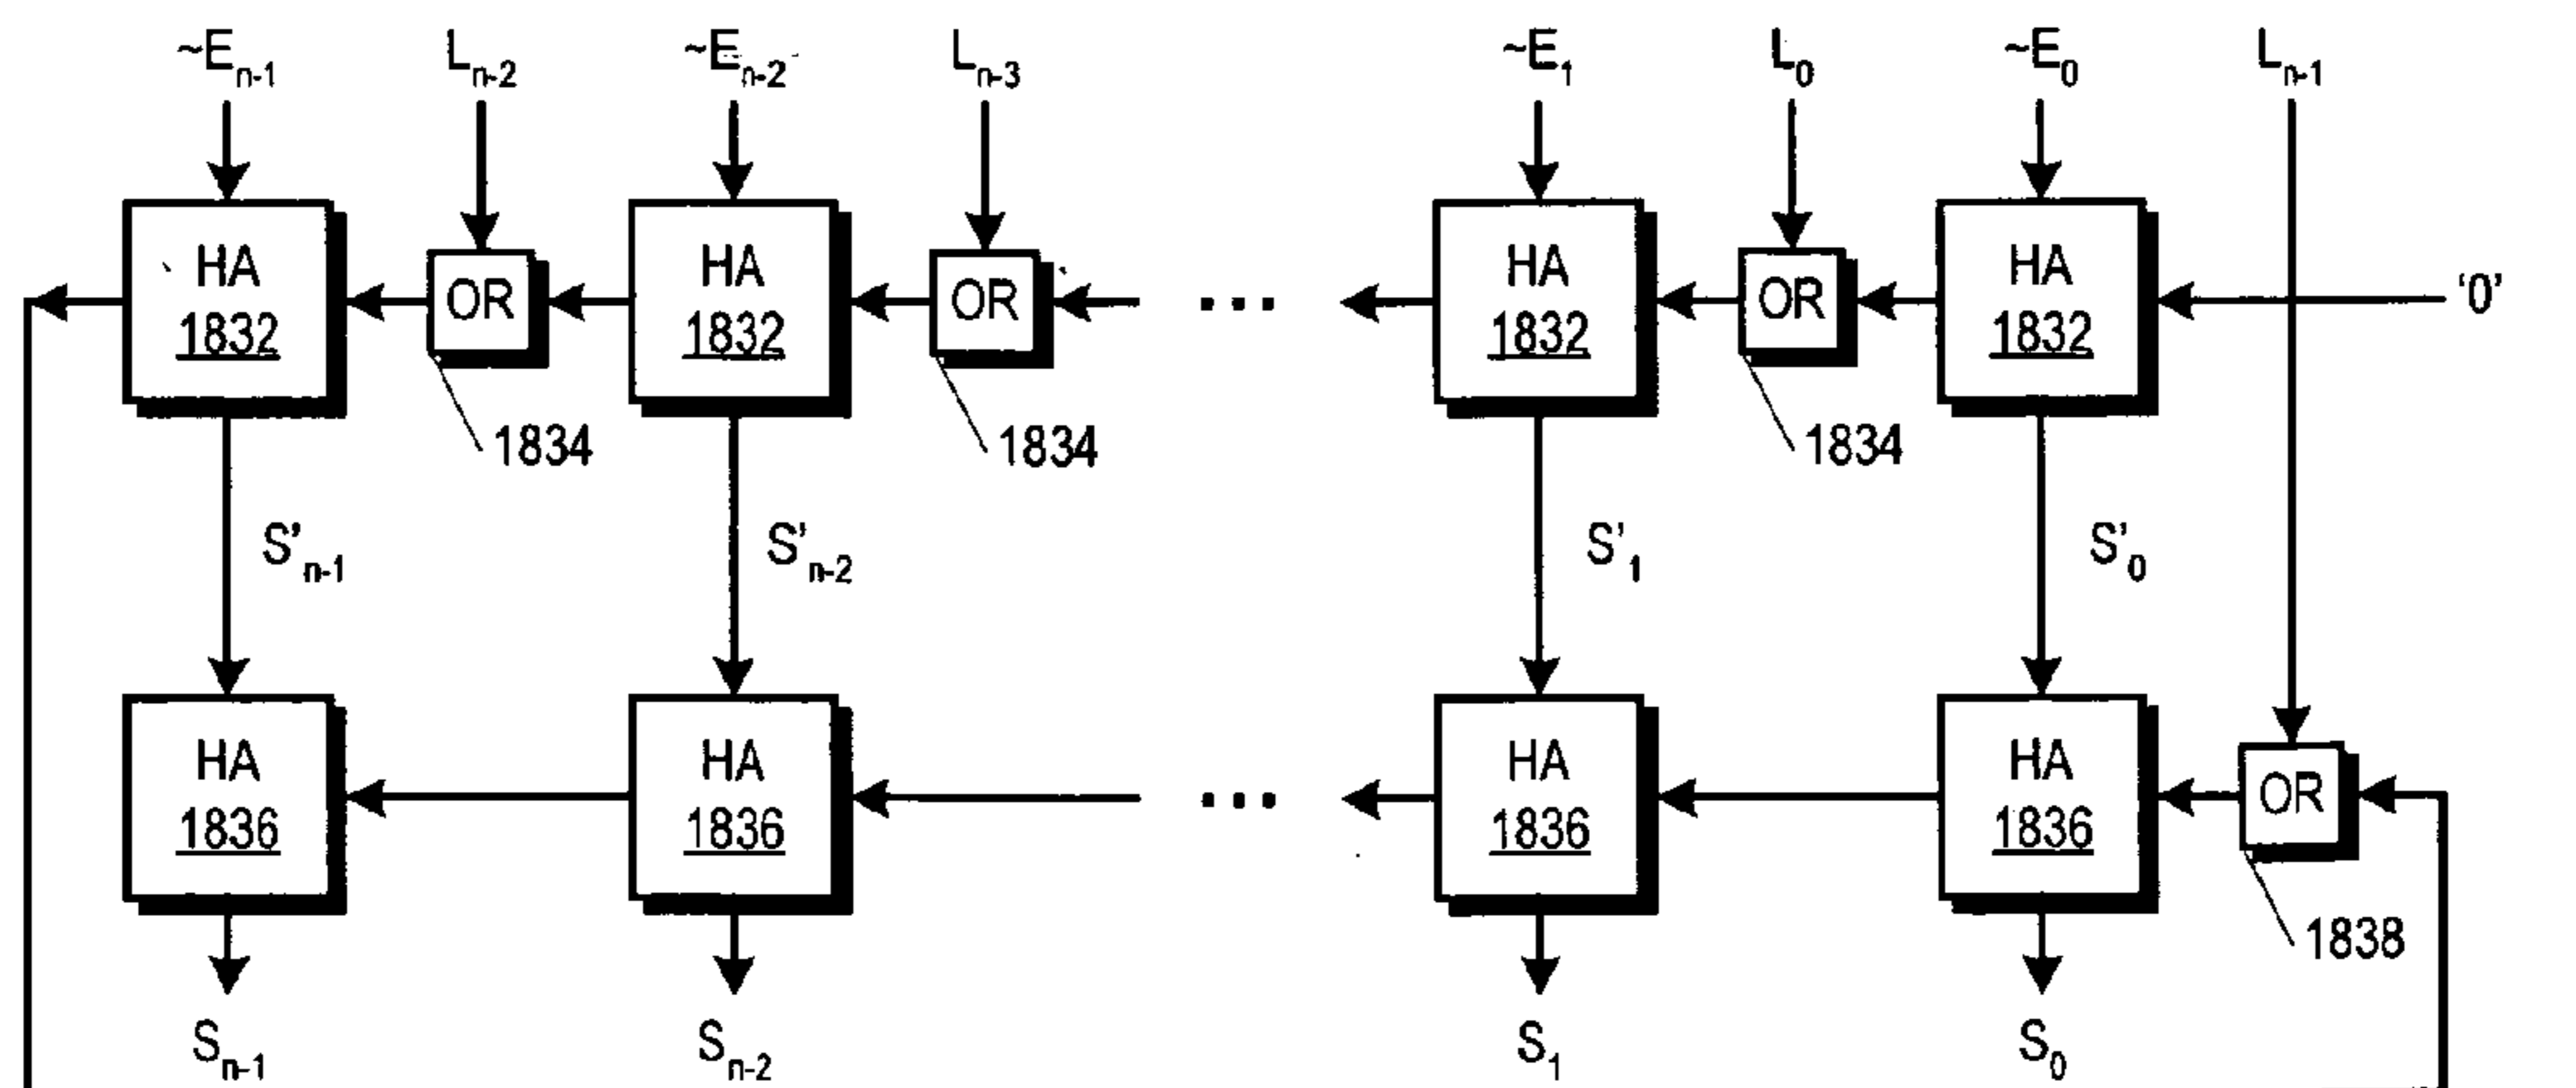 ~Eₙ₋₁ Lₙ₋₂ ~Eₙ₋₂ Lₙ₋₃ ~E₁ L₀ ~E₀ Lₙ₋₁
HA OR HA OR ... HA OR HA '0'
1832 1832 1832 1832
1834 1834 1834
S'ₙ₋₁ S'ₙ₋₂ S'₁ S'₀
HA HA ... HA HA OR
1836 1836 1836 1836
1838
Sₙ₋₁ Sₙ₋₂ S₁ S₀